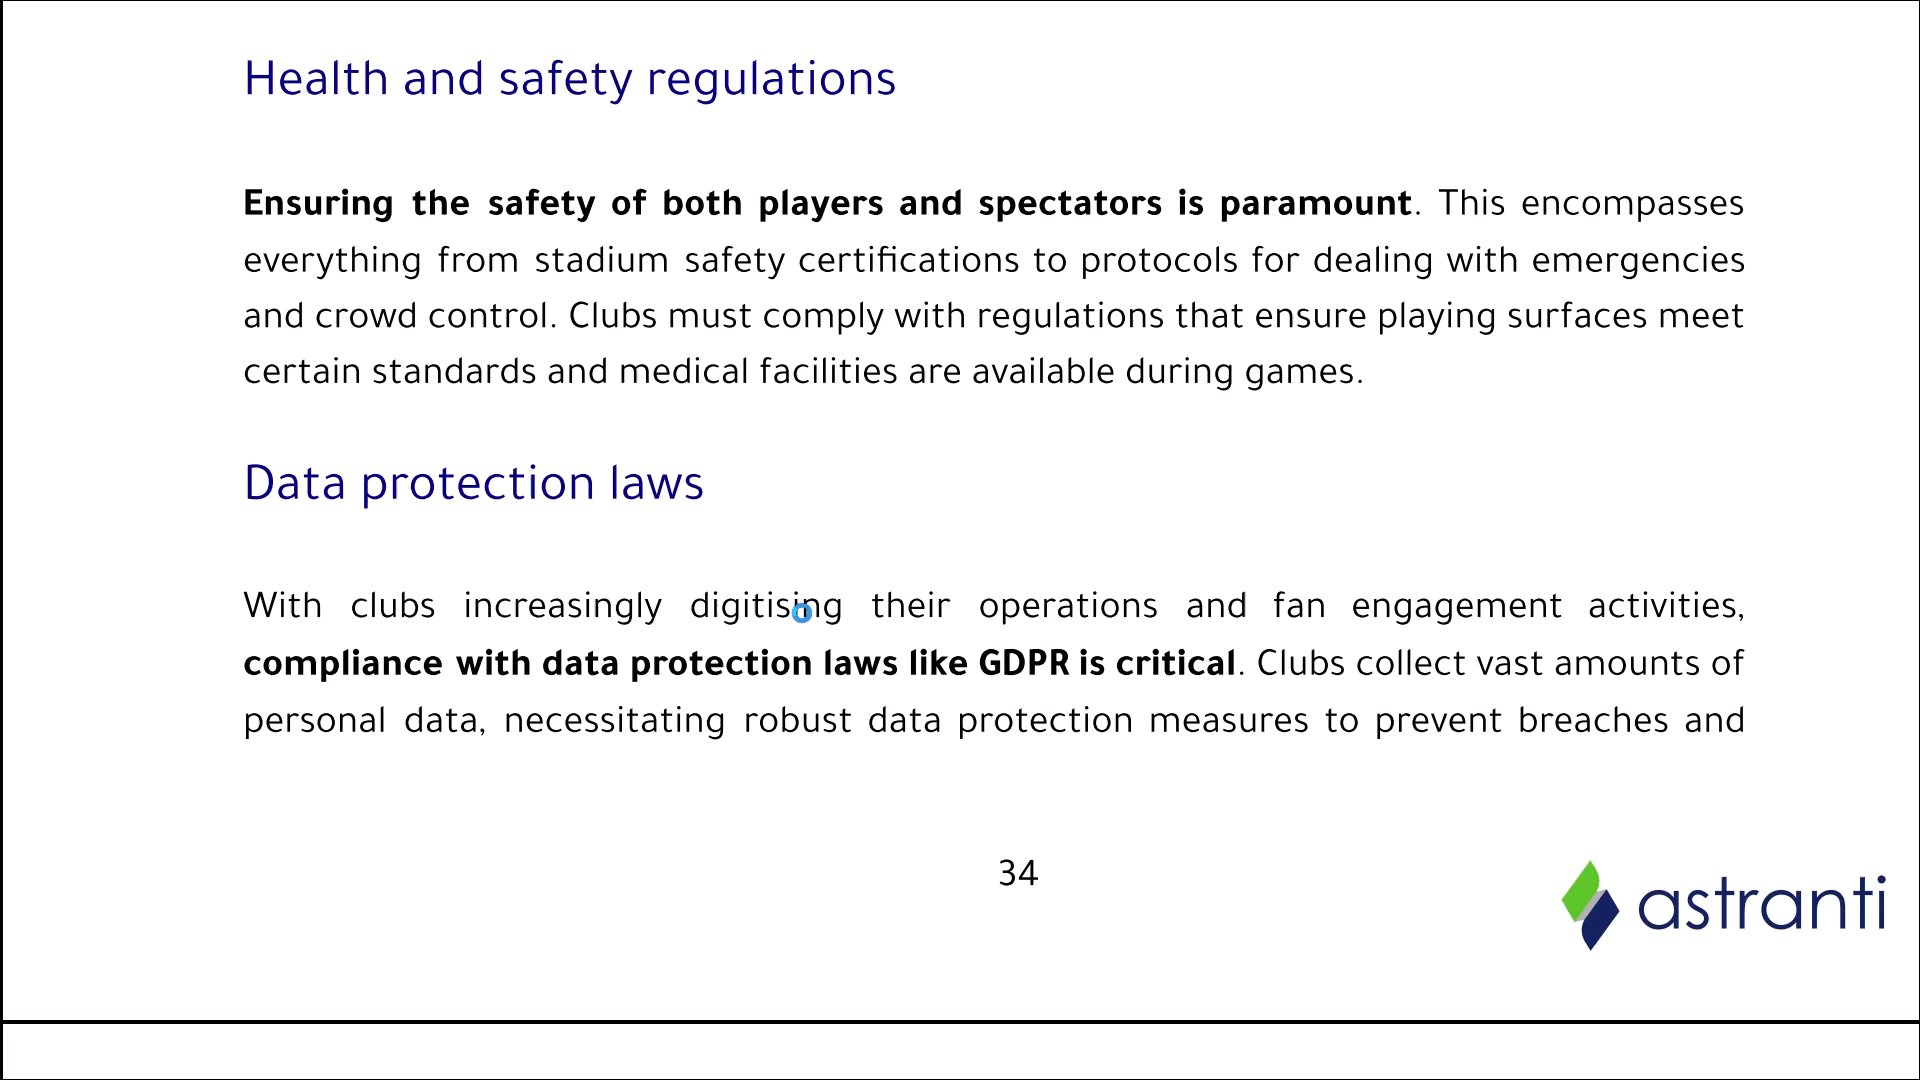 Health and safety regulations
Ensuring the safety of both players and spectators is paramount. This encompasses
everything from stadium safety certifications to protocols for dealing with emergencies
and crowd control. Clubs must comply with regulations that ensure playing surfaces meet
certain standards and medical facilities are available during games.
Data protection laws
With clubs increasingly digitising their operations and fan engagement activities,
compliance with data protection laws like GDPR is critical. Clubs collect vast amounts of
personal data, necessitating robust data protection measures to prevent breaches and
34
astranti